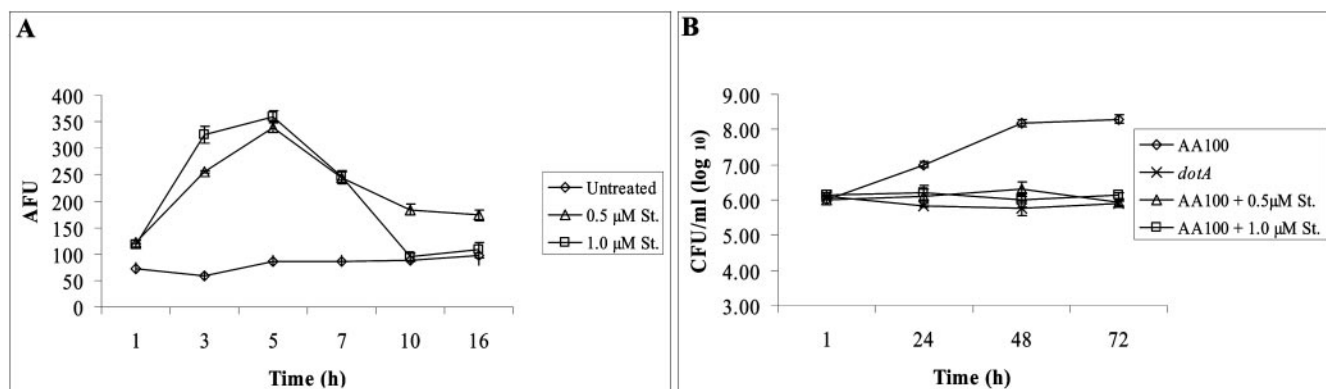 A
400
350
300
250
200
150
100
50
0
AFU
1 3 5 7 10 16
Time (h)
Untreated
0.5 µM St.
1.0 µM St.
B
9.00
8.00
7.00
6.00
5.00
4.00
3.00
CFU/ml (log 10)
1 24 48 72
Time (h)
AA100
dotA
AA100 + 0.5µM St.
AA100 + 1.0 µM St.